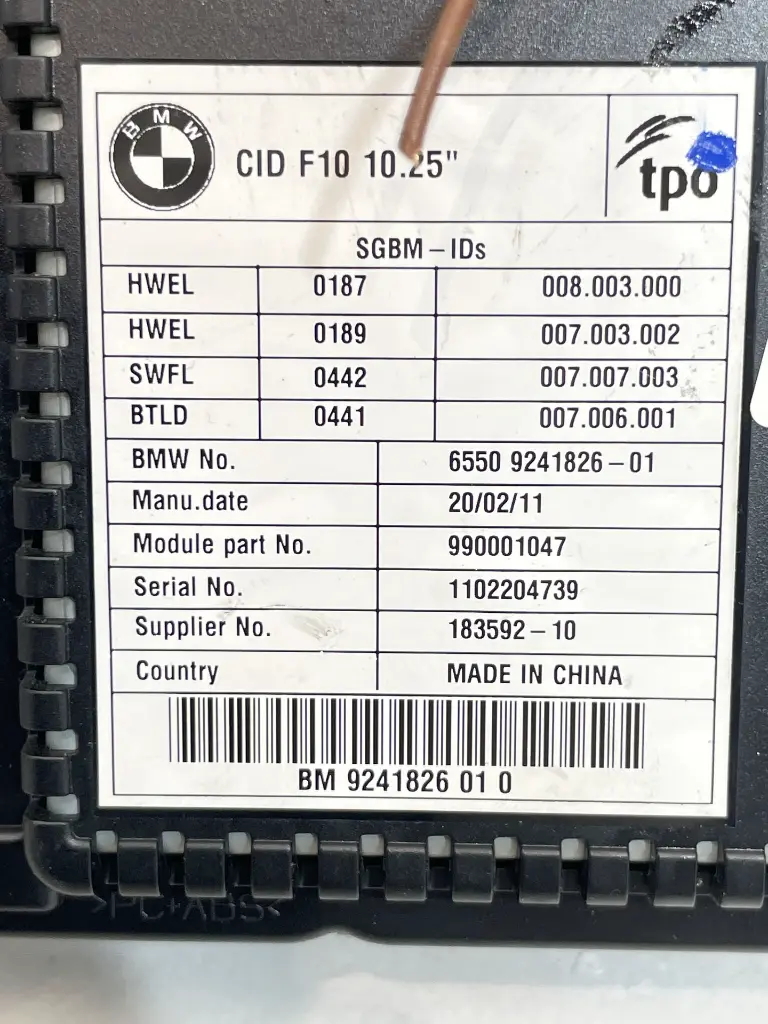 BMW
CID F10 10.25"
tpo
SGBM – IDs
HWEL 0187 008.003.000
HWEL 0189 007.003.002
SWFL 0442 007.007.003
BTLD 0441 007.006.001
BMW No. 6550 9241826 – 01
Manu.date 20/02/11
Module part No. 990001047
Serial No. 1102204739
Supplier No. 183592 – 10
Country MADE IN CHINA
BM 9241826 01 0
>PC+ABS<